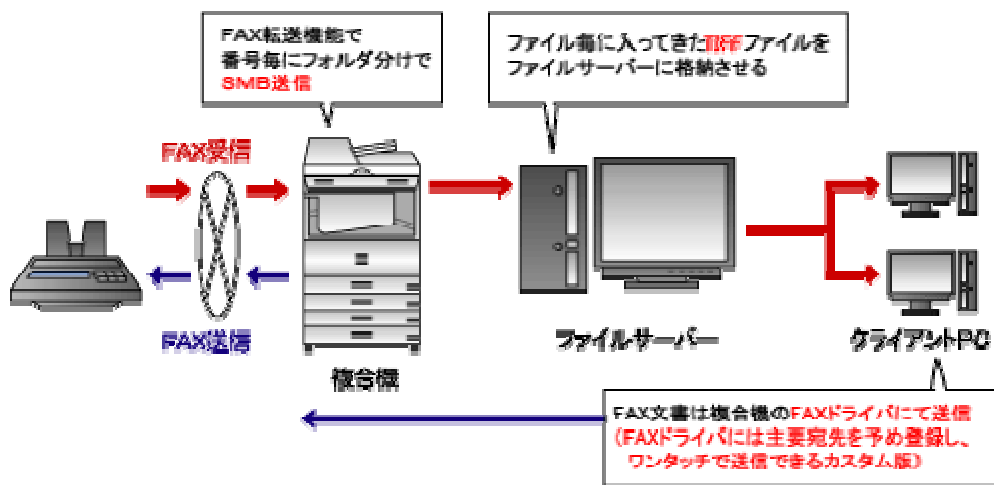 FAX転送機能で
番号毎にフォルダ分けで
SMB送信
ファイル毎に入ってきたTIFFファイルを
ファイルサーバーに格納させる
FAX受信
FAX送信
複合機
ファイルサーバー
クライアントPC
FAX文書は複合機のFAXドライバにて送信
(FAXドライバには主要宛先を予め登録し、
ワンタッチで送信できるカスタム版)